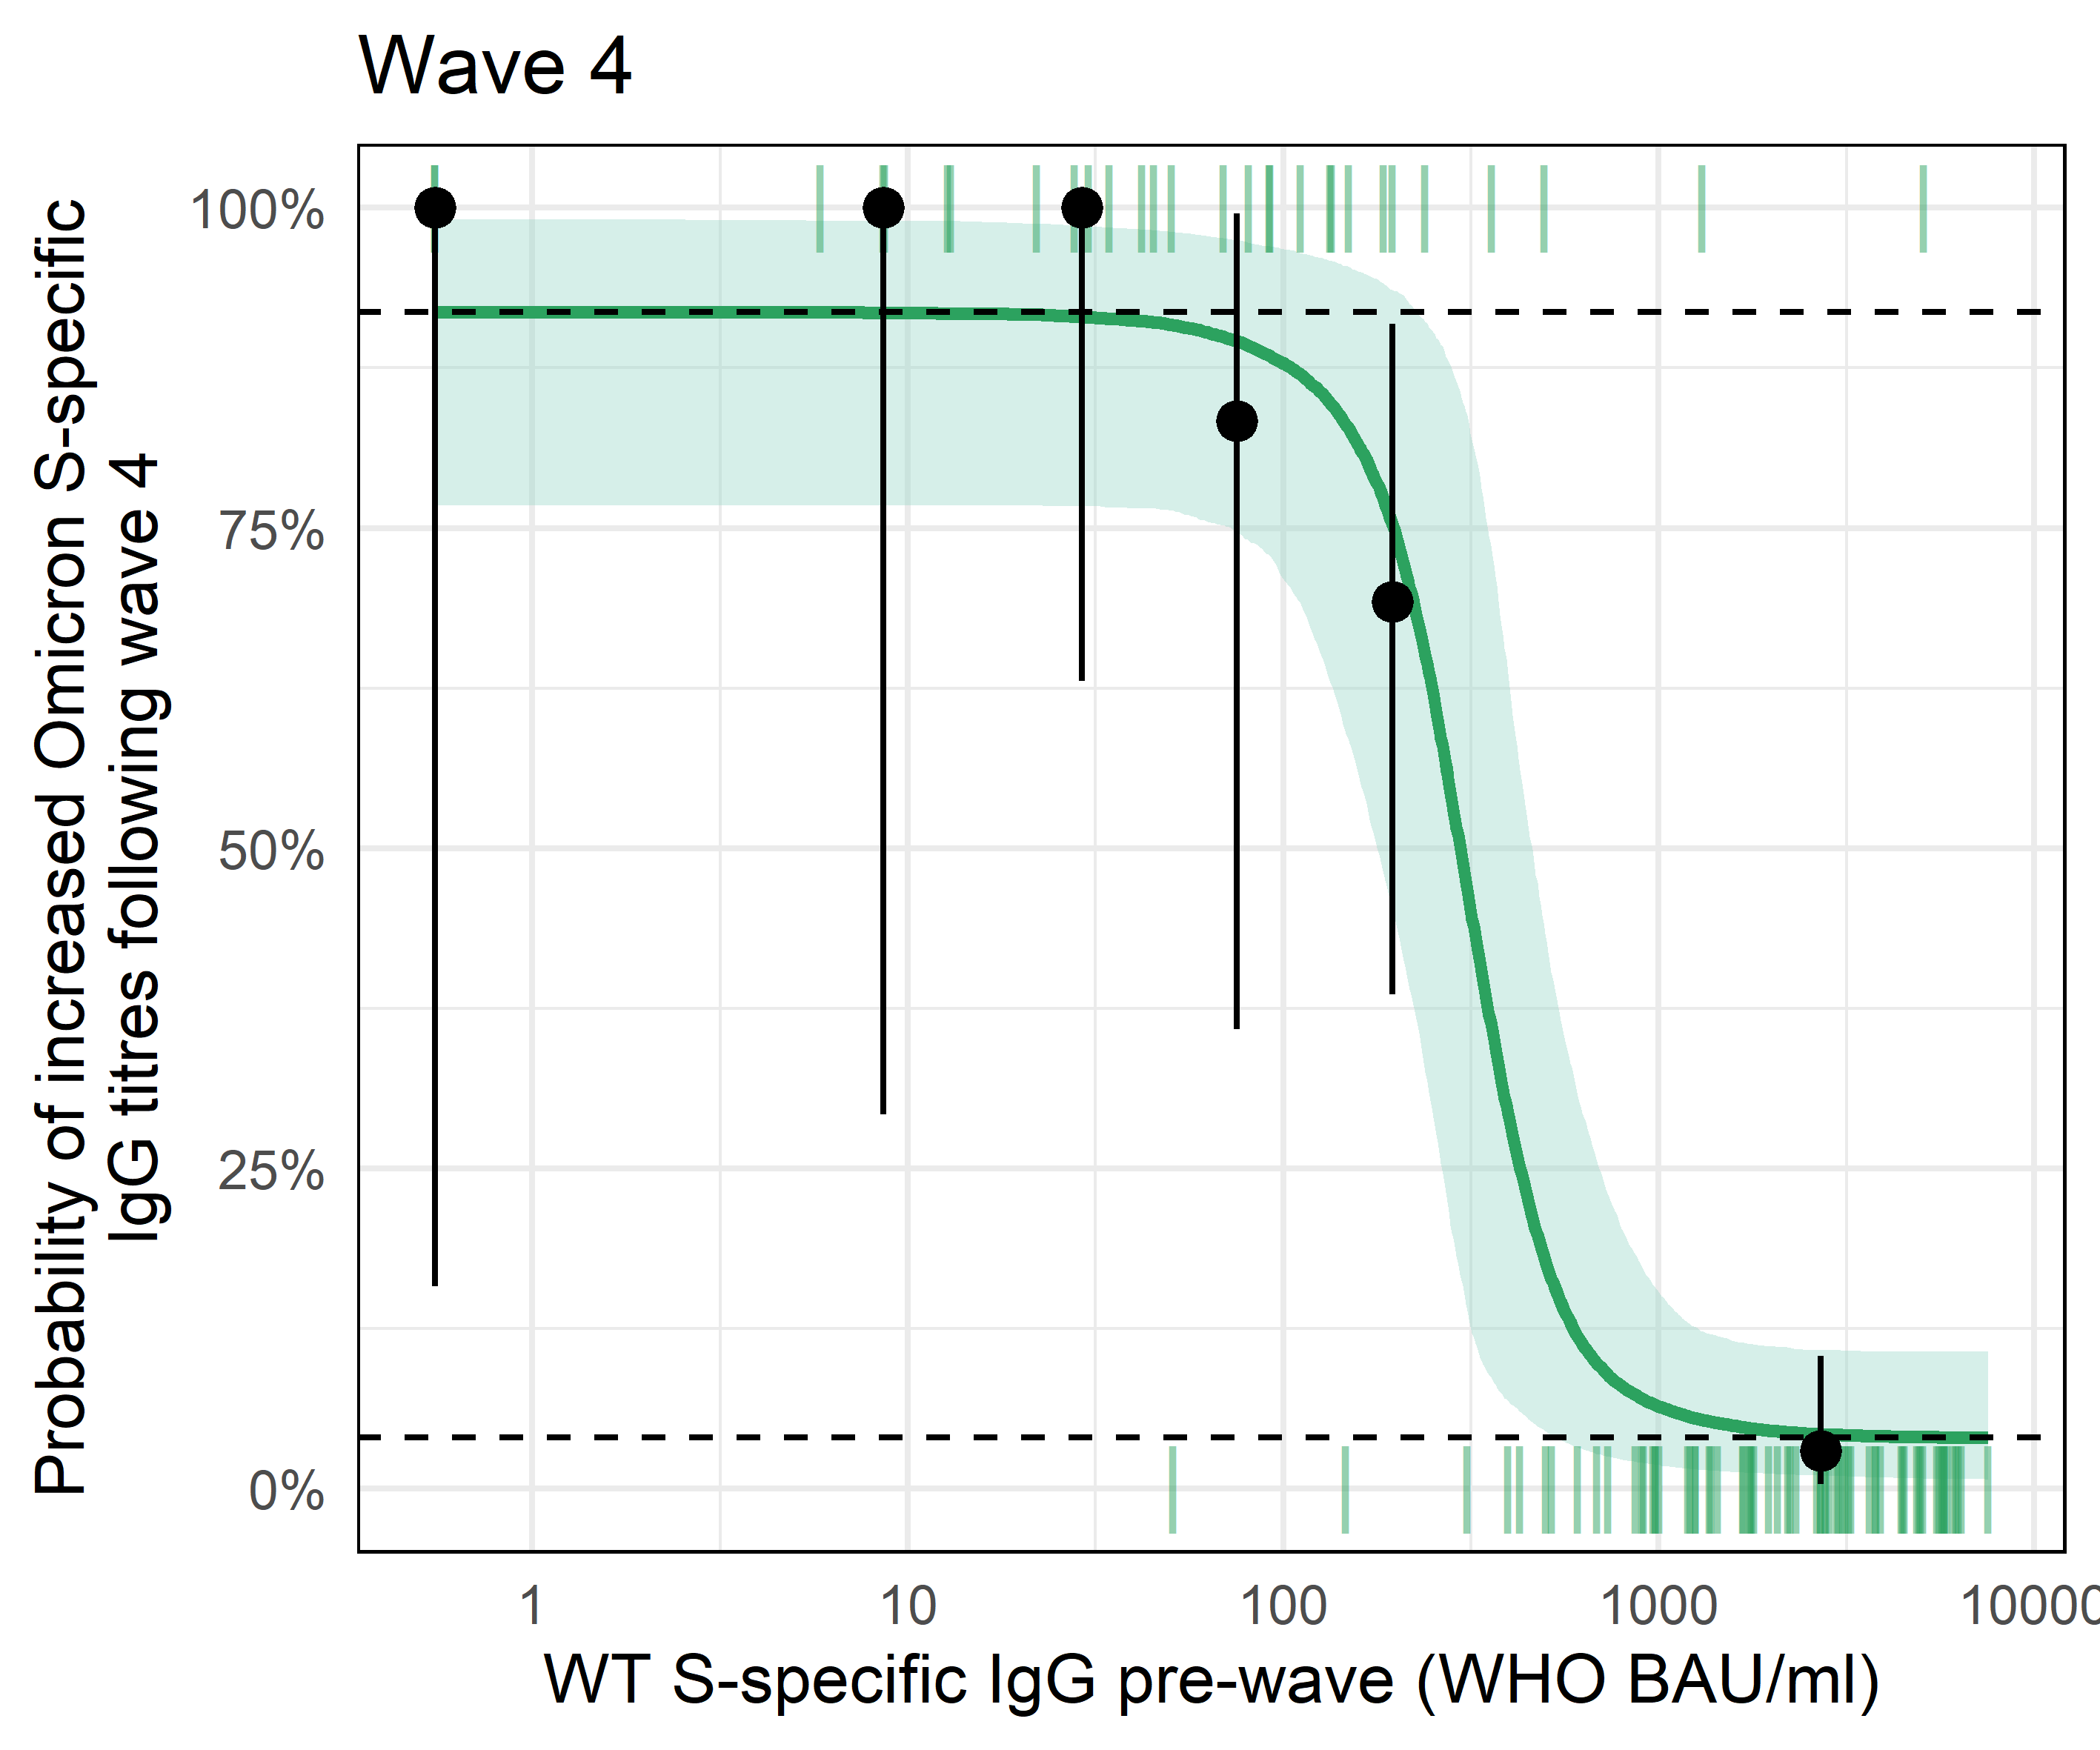 Wave 4
Probability of increased Omicron S-specific
IgG titres following wave 4
100%
75%
50%
25%
0%
1
10
100
1000
10000
WT S-specific IgG pre-wave (WHO BAU/ml)